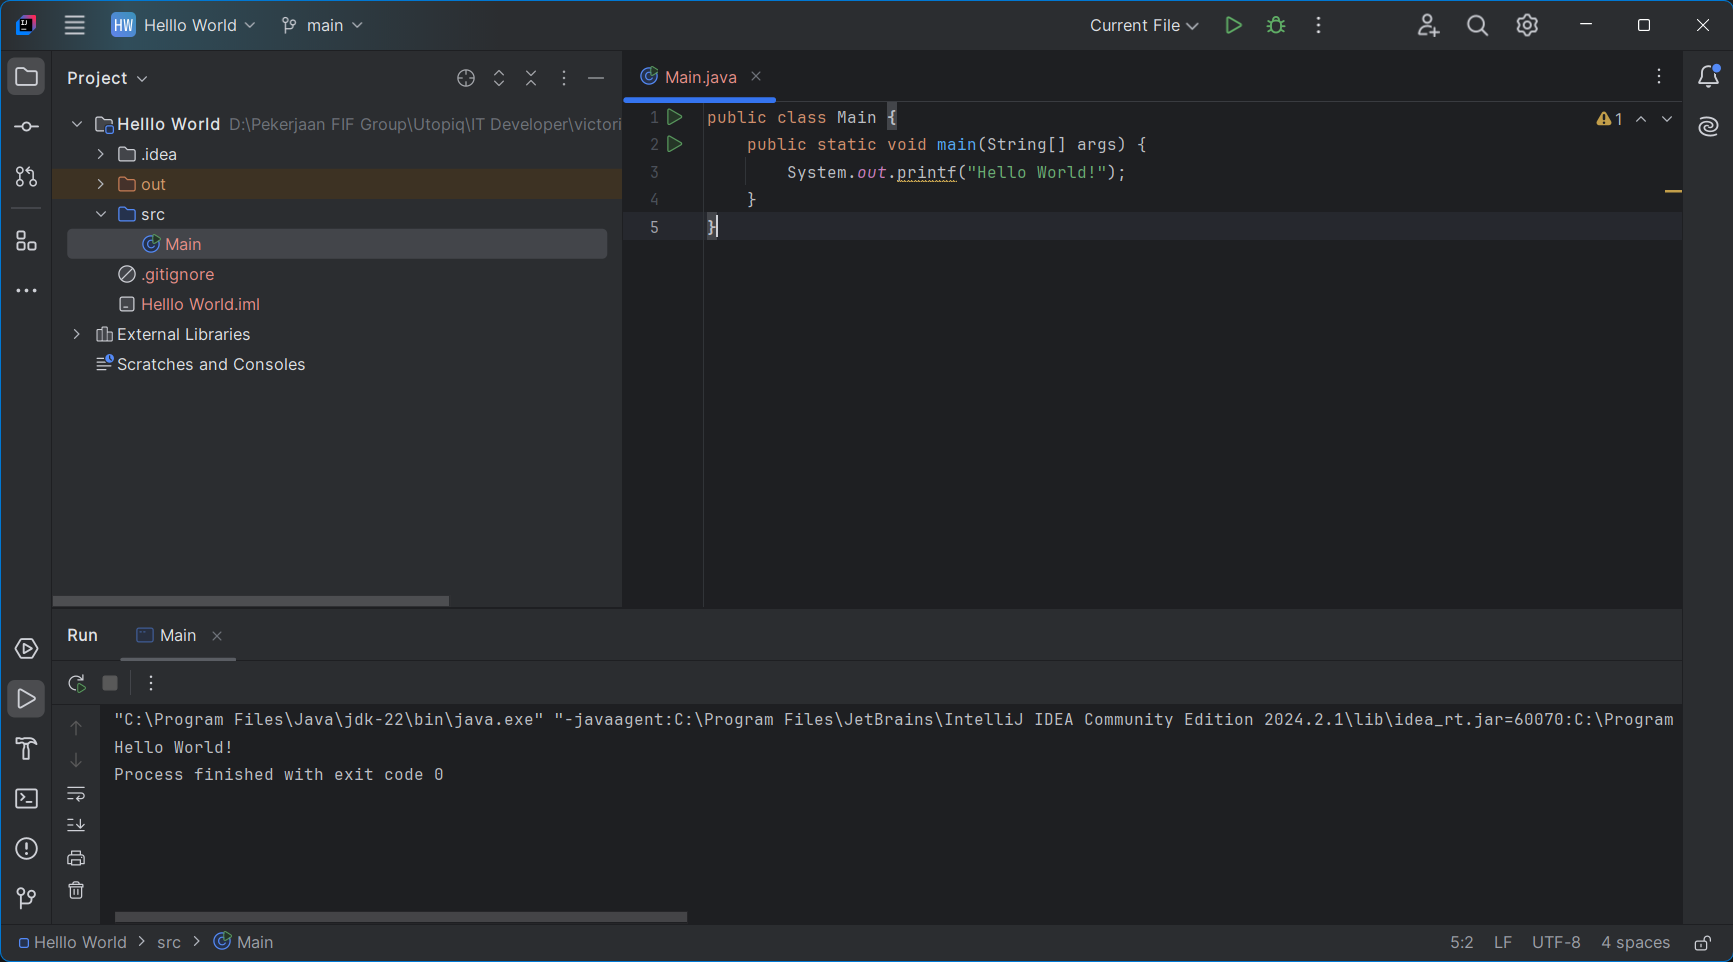 HW Helllo World main Current File
Project
Main.java
Helllo World D:\Pekerjaan FIF Group\Utopiq\IT Developer\victori
.idea
out
src
Main
.gitignore
Helllo World.iml
External Libraries
Scratches and Consoles
1 public class Main {
2 public static void main(String[] args) {
3 System.out.printf("Hello World!");
4 }
5 }
1
Run Main
"C:\Program Files\Java\jdk-22\bin\java.exe" "-javaagent:C:\Program Files\JetBrains\IntelliJ IDEA Community Edition 2024.2.1\lib\idea_rt.jar=60070:C:\Program
Hello World!
Process finished with exit code 0
Helllo World > src > Main
5:2 LF UTF-8 4 spaces